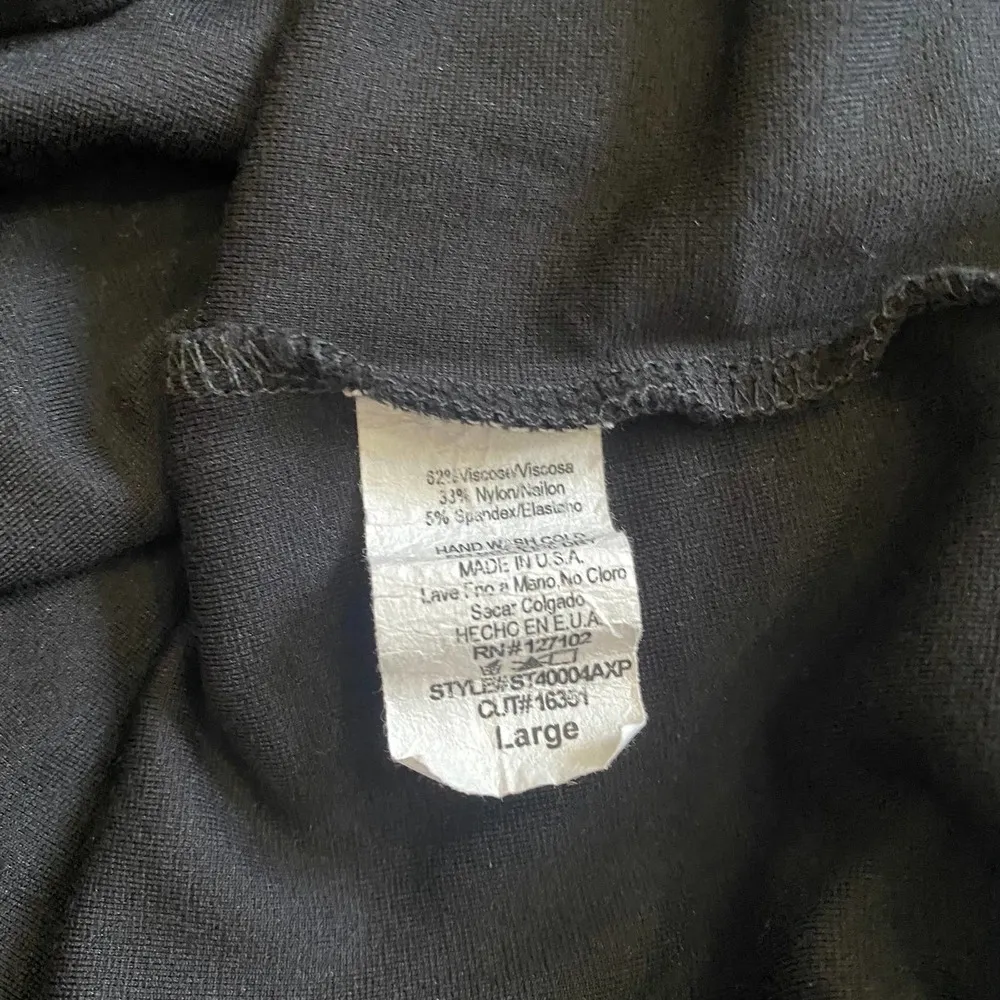 62% Viscose/Viscosa
33% Nylon/Nailon
5% Spandex/Elastano
HAND WASH COLD,
MADE IN U.S.A.
Lave Frio a Mano, No Cloro
Secar Colgado
HECHO EN E.U.A.
RN# 127102
STYLE#ST40004AXP
CUT#16351
Large